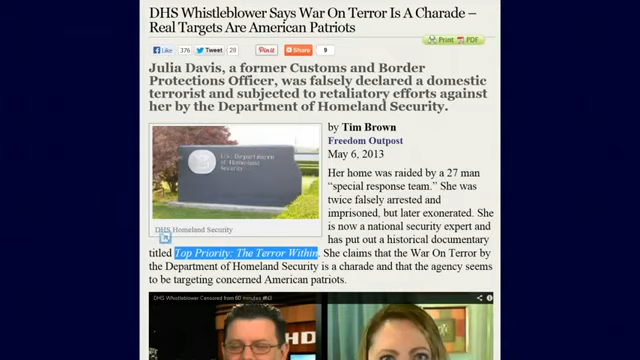 DHS Whistleblower Says War On Terror Is A Charade –
Real Targets Are American Patriots
Like 376 Tweet 29 Pin it Share 9
Print PDF
Julia Davis, a former Customs and Border
Protections Officer, was falsely declared a domestic
terrorist and subjected to retaliatory efforts against
her by the Department of Homeland Security.
U.S. Department
of Homeland
Security
DHS Homeland Security
by Tim Brown
Freedom Outpost
May 6, 2013
Her home was raided by a 27 man
“special response team.” She was
twice falsely arrested and
imprisoned, but later exonerated. She
is now a national security expert and
has put out a historical documentary
titled Top Priority: The Terror Within. She claims that the War On Terror by
the Department of Homeland Security is a charade and that the agency seems
to be targeting concerned American patriots.
DHS Whistleblower Censored from 60 minutes
HD